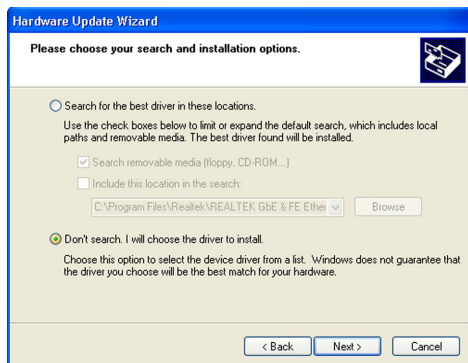 Hardware Update Wizard
Please choose your search and installation options.
Search for the best driver in these locations.
Use the check boxes below to limit or expand the default search, which includes local
paths and removable media. The best driver found will be installed.
Search removable media (floppy, CD-ROM...)
Include this location in the search:
C:\Program Files\Realtek\REALTEK GbE & FE Ether
Browse
Don't search. I will choose the driver to install.
Choose this option to select the device driver from a list. Windows does not guarantee that
the driver you choose will be the best match for your hardware.
< Back
Next >
Cancel